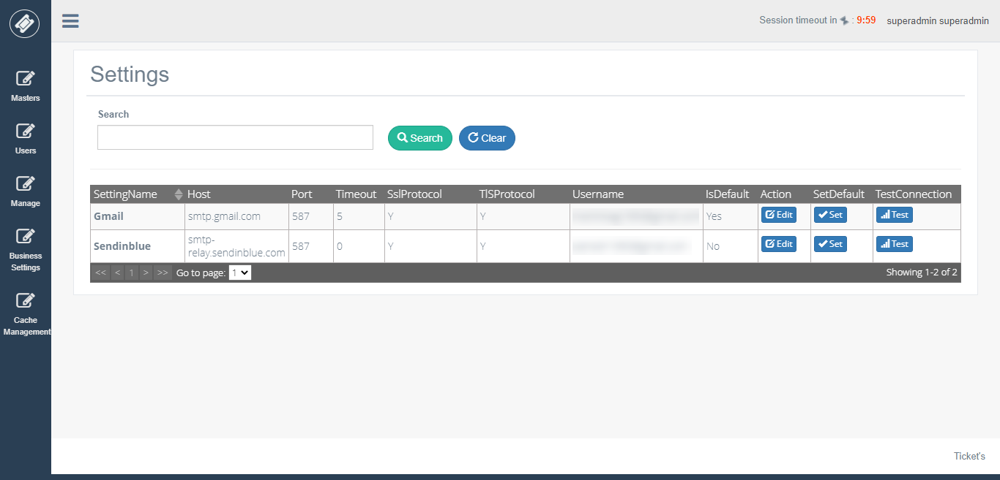 Session timeout in : 9:59 superadmin superadmin
Masters
Users
Manage
Business
Settings
Cache
Management
Settings
Search
Search Clear
SettingName Host Port Timeout SslProtocol TlSProtocol Username IsDefault Action SetDefault TestConnection
Gmail smtp.gmail.com 587 5 Y Y Yes Edit Set Test
Sendinblue smtp-
relay.sendinblue.com 587 0 Y Y No Edit Set Test
<< < 1 > >> Go to page: 1 Showing 1-2 of 2
Ticket's